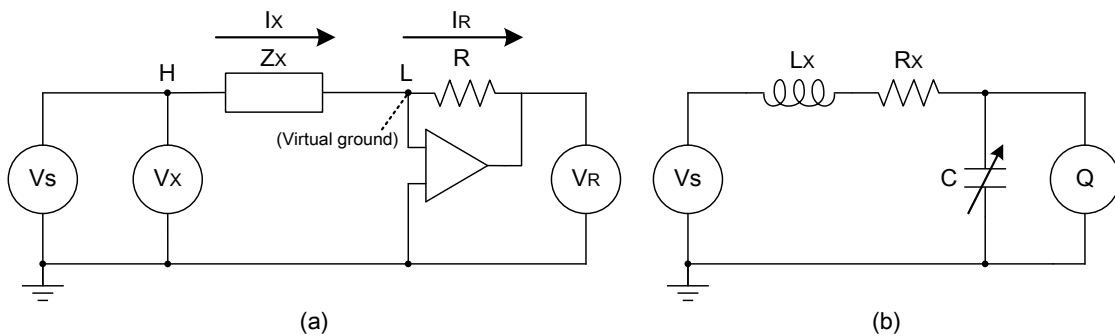 IX IR
ZX R LX RX
H L
(Virtual ground)
Vs VX VR Vs C Q
(a) (b)